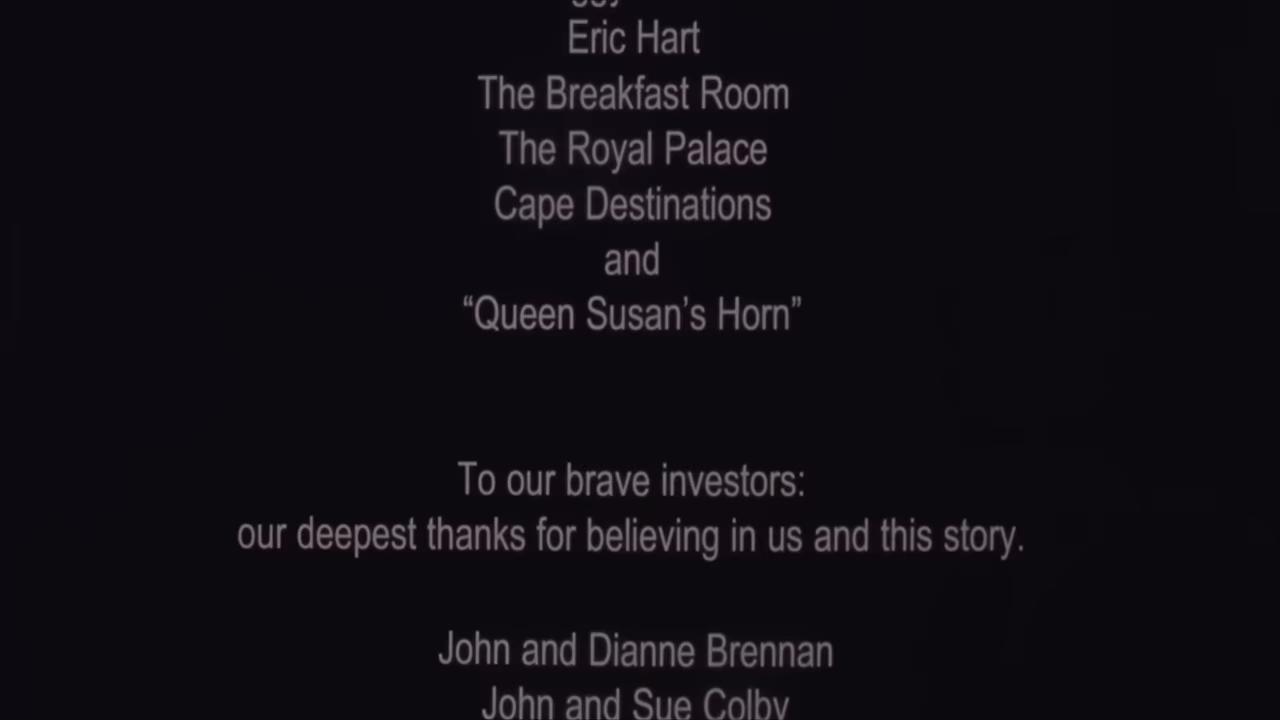 Eric Hart
The Breakfast Room
The Royal Palace
Cape Destinations
and
“Queen Susan’s Horn”
To our brave investors:
our deepest thanks for believing in us and this story.
John and Dianne Brennan
John and Sue Colby